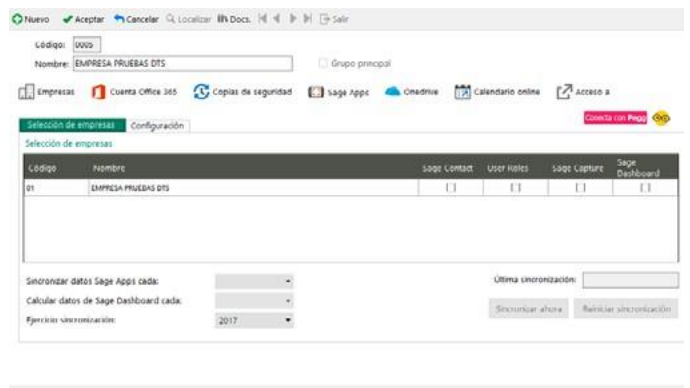 Nuevo Aceptar Cancelar Localizar Docs. Salir
Código: 0005
Nombre: EMPRESA PRUEBAS DTS Grupo principal
Empresas Cuenta Office 365 Copias de seguridad Sage Apps Onedrive Calendario online Acceso a
Conecta con Pegg
Selección de empresas Configuración
Selección de empresas
Código Nombre Sage Contact User Roles Sage Capture Sage Dashboard
01 EMPRESA PRUEBAS DTS
Sincronizar datos Sage Apps cada: Última sincronización:
Calcular datos de Sage Dashboard cada:
Sincronizar ahora Reiniciar sincronización
Ejercicio sincronización: 2017